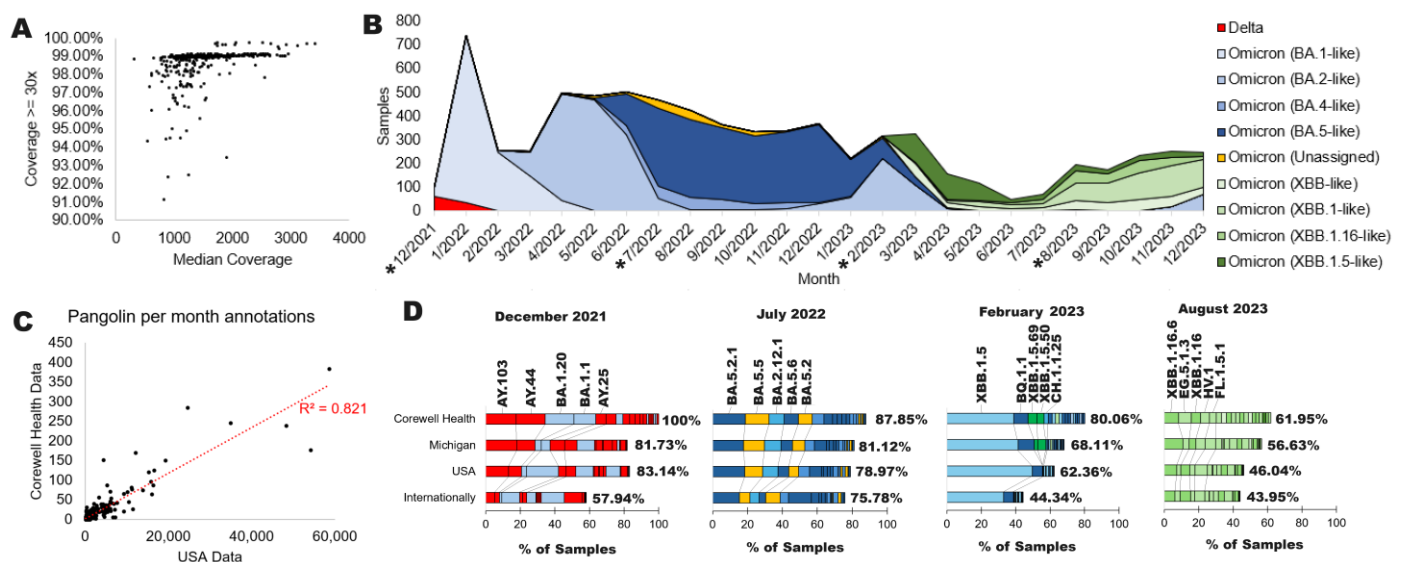 A
100.00%
99.00%
98.00%
97.00%
96.00%
95.00%
94.00%
93.00%
92.00%
91.00%
90.00%
Coverage >= 30x
0
1000
2000
3000
4000
Median Coverage
B
800
700
600
500
400
300
200
100
0
Samples
*12/2021
1/2022
2/2022
3/2022
4/2022
5/2022
6/2022
*7/2022
8/2022
9/2022
10/2022
11/2022
12/2022
1/2023
*2/2023
3/2023
4/2023
5/2023
6/2023
7/2023
*8/2023
9/2023
10/2023
11/2023
12/2023
Month
Delta
Omicron (BA.1-like)
Omicron (BA.2-like)
Omicron (BA.4-like)
Omicron (BA.5-like)
Omicron (Unassigned)
Omicron (XBB-like)
Omicron (XBB.1-like)
Omicron (XBB.1.16-like)
Omicron (XBB.1.5-like)
C
Pangolin per month annotations
450
400
350
300
250
200
150
100
50
0
Corewell Health Data
R² = 0.821
0
20,000
40,000
60,000
USA Data
D
December 2021
AY.103
AY.44
BA.1.20
BA.1.1
AY.25
Corewell Health
100%
Michigan
81.73%
USA
83.14%
Internationally
57.94%
0 20 40 60 80 100
% of Samples
July 2022
BA.5.2.1
BA.5.5
BA.2.12.1
BA.5.6
BA.5.2
87.85%
81.12%
78.97%
75.78%
0 20 40 60 80 100
% of Samples
February 2023
XBB.1.5
BQ.1.1
XBB.1.5.69
XBB.1.5.50
CH.1.1.25
80.06%
68.11%
62.36%
44.34%
0 20 40 60 80 100
% of Samples
August 2023
XBB.1.16.6
EG.5.1.3
XBB.1.16
HV.1
FL.1.5.1
61.95%
56.63%
46.04%
43.95%
0 20 40 60 80 100
% of Samples